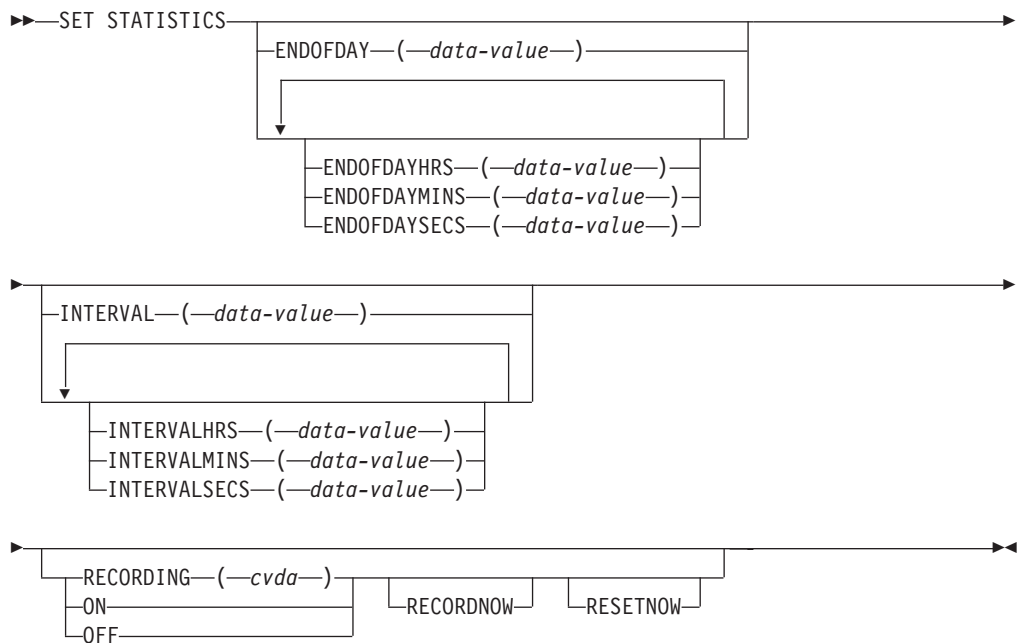 SET STATISTICS
ENDOFDAY ( data-value )
ENDOFDAYHRS ( data-value )
ENDOFDAYMINS ( data-value )
ENDOFDAYSECS ( data-value )
INTERVAL ( data-value )
INTERVALHRS ( data-value )
INTERVALMINS ( data-value )
INTERVALSECS ( data-value )
RECORDING ( cvda )
ON RECORDNOW RESETNOW
OFF